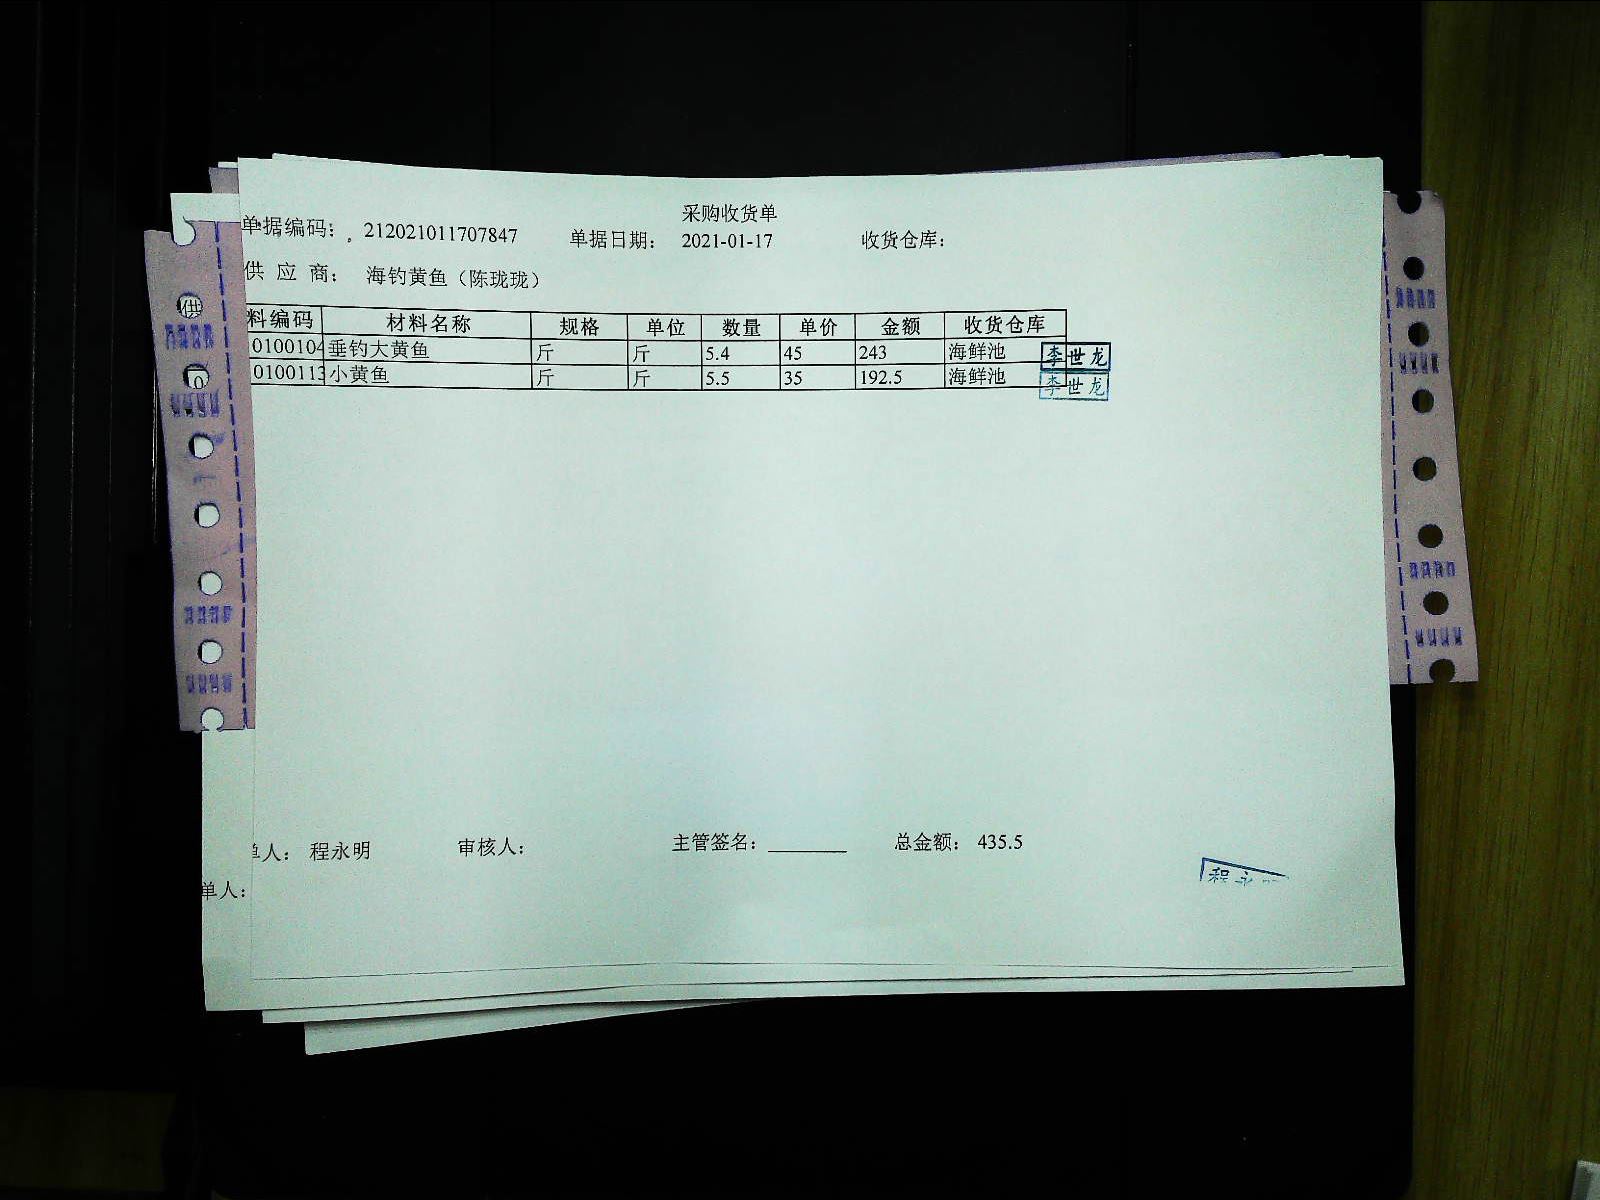 采购收货单
单据编码： 212021011707847 单据日期： 2021-01-17 收货仓库：
供 应 商： 海钓黄鱼（陈珑珑）
料编码 材料名称 规格 单位 数量 单价 金额 收货仓库
0100104 垂钓大黄鱼 斤 斤 5.4 45 243 海鲜池 李世龙
0100113 小黄鱼 斤 斤 5.5 35 192.5 海鲜池 李世龙
供
单人： 程永明 审核人： 主管签名：________ 总金额： 435.5
程永
单人：